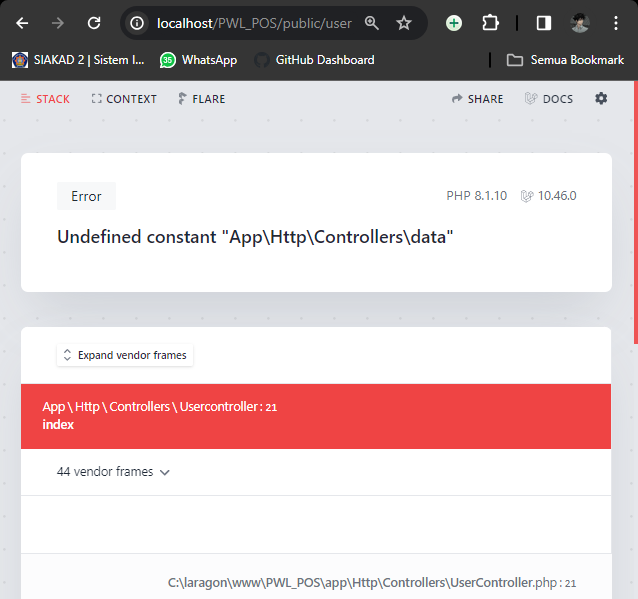 localhost/PWL_POS/public/user
SIAKAD 2 | Sistem I...
35
WhatsApp
GitHub Dashboard
Semua Bookmark
STACK
CONTEXT
FLARE
SHARE
DOCS
Error
PHP 8.1.10
10.46.0
Undefined constant "App\Http\Controllers\data"
Expand vendor frames
App \ Http \ Controllers \ Usercontroller : 21
index
44 vendor frames
C:\laragon\www\PWL_POS\app\Http\Controllers\UserController.php : 21